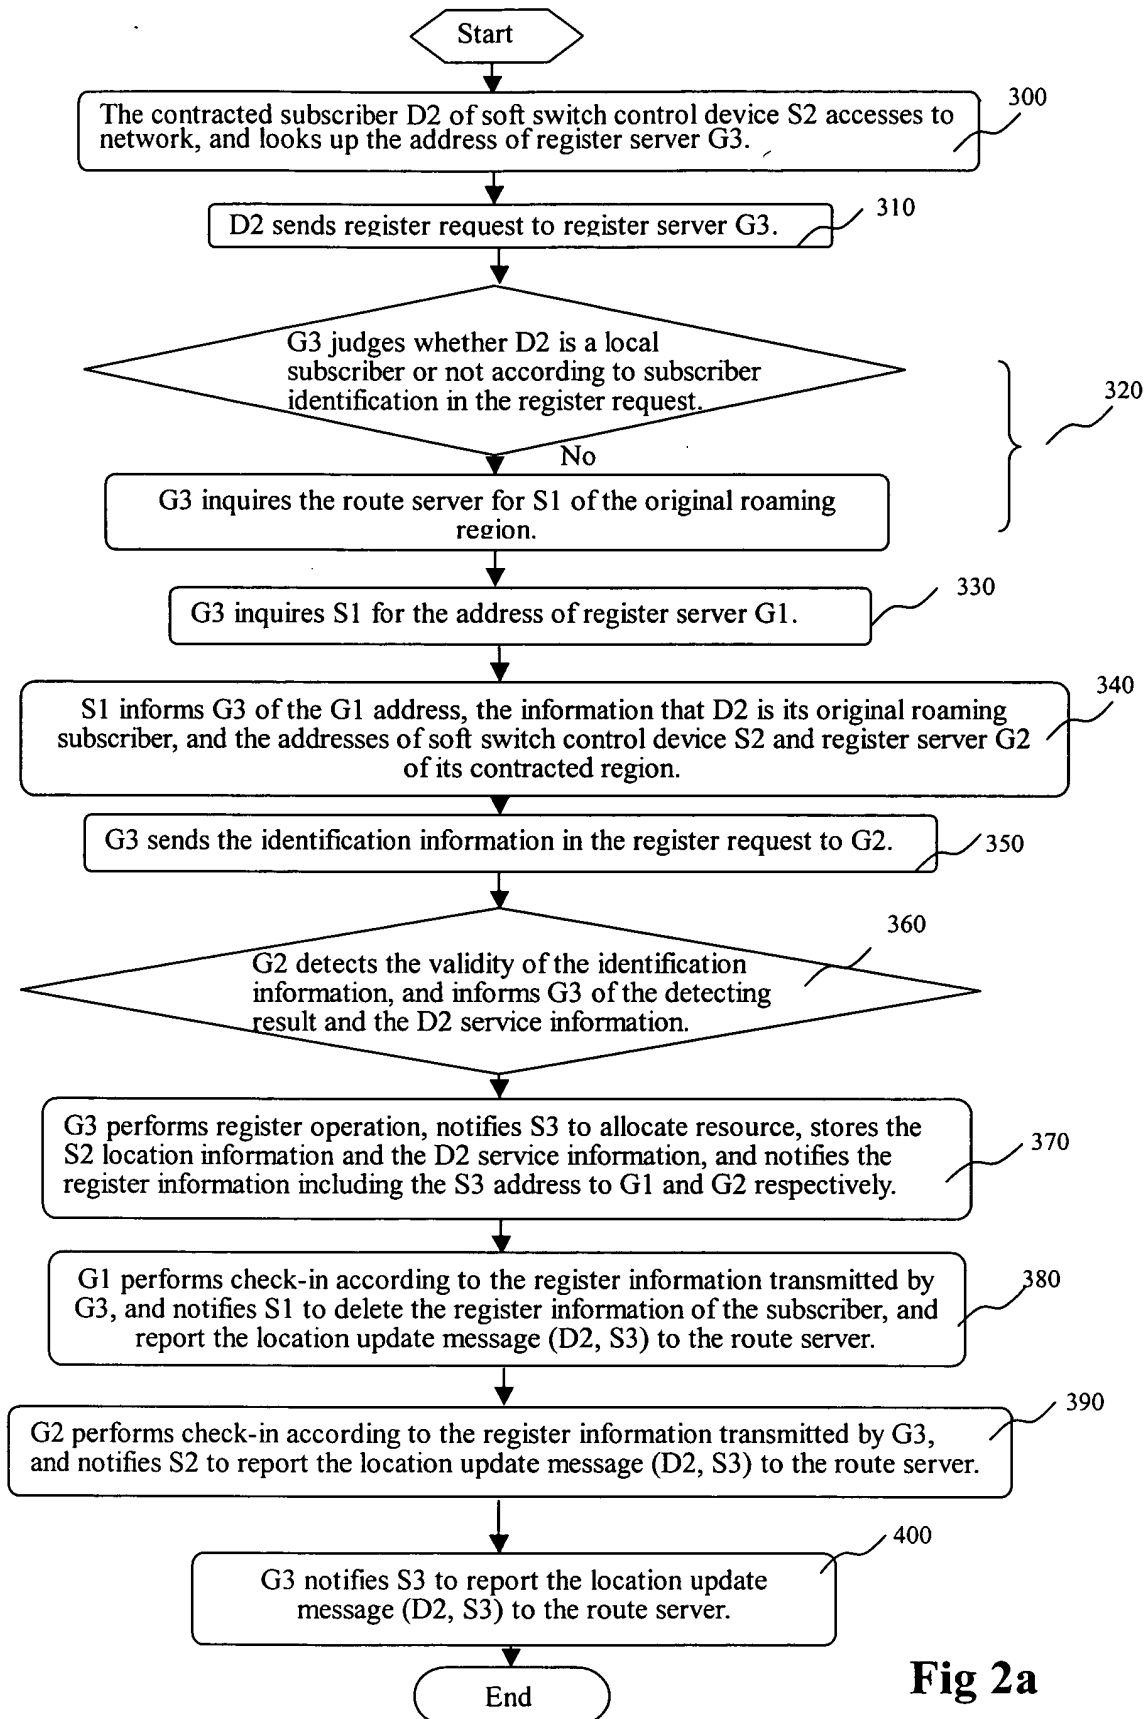 Start
The contracted subscriber D2 of soft switch control device S2 accesses to
network, and looks up the address of register server G3.
300
D2 sends register request to register server G3.
310
G3 judges whether D2 is a local
subscriber or not according to subscriber
identification in the register request.
320
No
G3 inquires the route server for S1 of the original roaming
region.
G3 inquires S1 for the address of register server G1.
330
S1 informs G3 of the G1 address, the information that D2 is its original roaming
subscriber, and the addresses of soft switch control device S2 and register server G2
of its contracted region.
340
G3 sends the identification information in the register request to G2.
350
G2 detects the validity of the identification
information, and informs G3 of the detecting
result and the D2 service information.
360
G3 performs register operation, notifies S3 to allocate resource, stores the
S2 location information and the D2 service information, and notifies the
register information including the S3 address to G1 and G2 respectively.
370
G1 performs check-in according to the register information transmitted by
G3, and notifies S1 to delete the register information of the subscriber, and
report the location update message (D2, S3) to the route server.
380
G2 performs check-in according to the register information transmitted by G3,
and notifies S2 to report the location update message (D2, S3) to the route server.
390
G3 notifies S3 to report the location update
message (D2, S3) to the route server.
400
End
Fig 2a